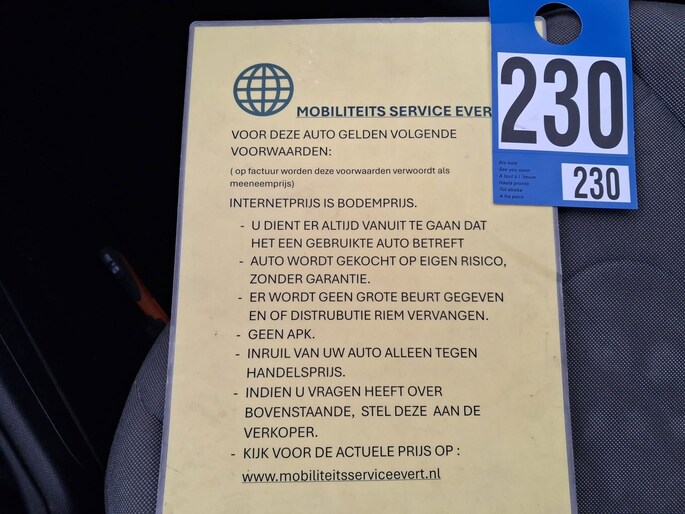 MOBILITEITS SERVICE EVER
230
VOOR DEZE AUTO GELDEN VOLGENDE
VOORWAARDEN:
( op factuur worden deze voorwaarden verwoordt als
meeneemprijs)
230
INTERNETPRIJS IS BODEMPRIJS.
- U DIENT ER ALTIJD VANUIT TE GAAN DAT
HET EEN GEBRUIKTE AUTO BETREFT
- AUTO WORDT GEKOCHT OP EIGEN RISICO,
ZONDER GARANTIE.
- ER WORDT GEEN GROTE BEURT GEGEVEN
EN OF DISTRUBUTIE RIEM VERVANGEN.
- GEEN APK.
- INRUIL VAN UW AUTO ALLEEN TEGEN
HANDELSPRIJS.
- INDIEN U VRAGEN HEEFT OVER
BOVENSTAANDE, STEL DEZE AAN DE
VERKOPER.
- KIJK VOOR DE ACTUELE PRIJS OP :
www.mobiliteitsserviceevert.nl